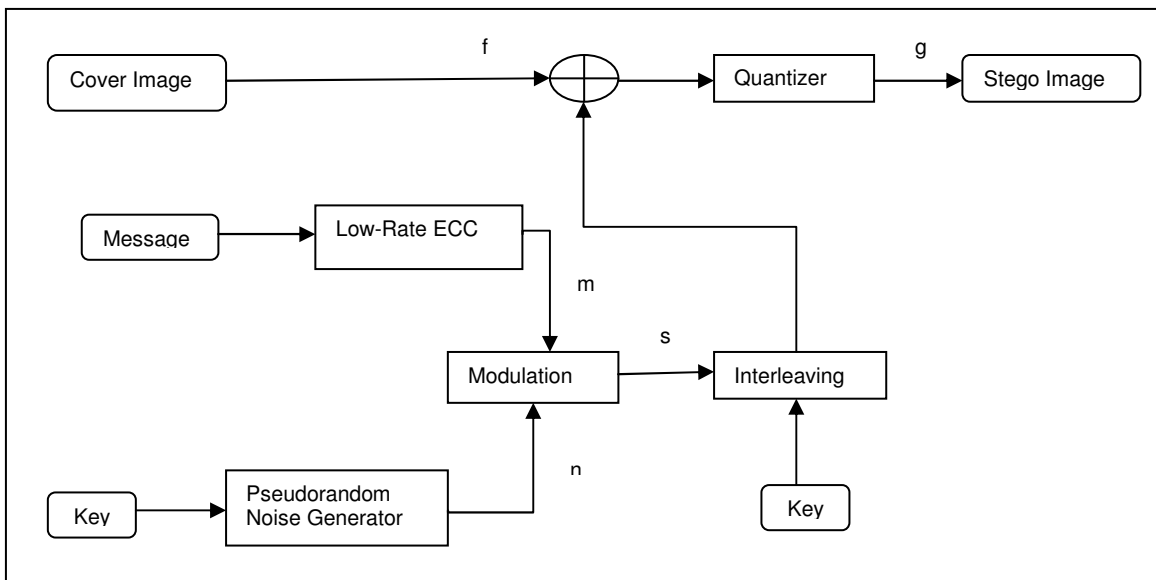 f
g
Cover Image
Quantizer
Stego Image
Low-Rate ECC
Message
m
s
Modulation
Interleaving
n
Pseudorandom
Noise Generator
Key
Key